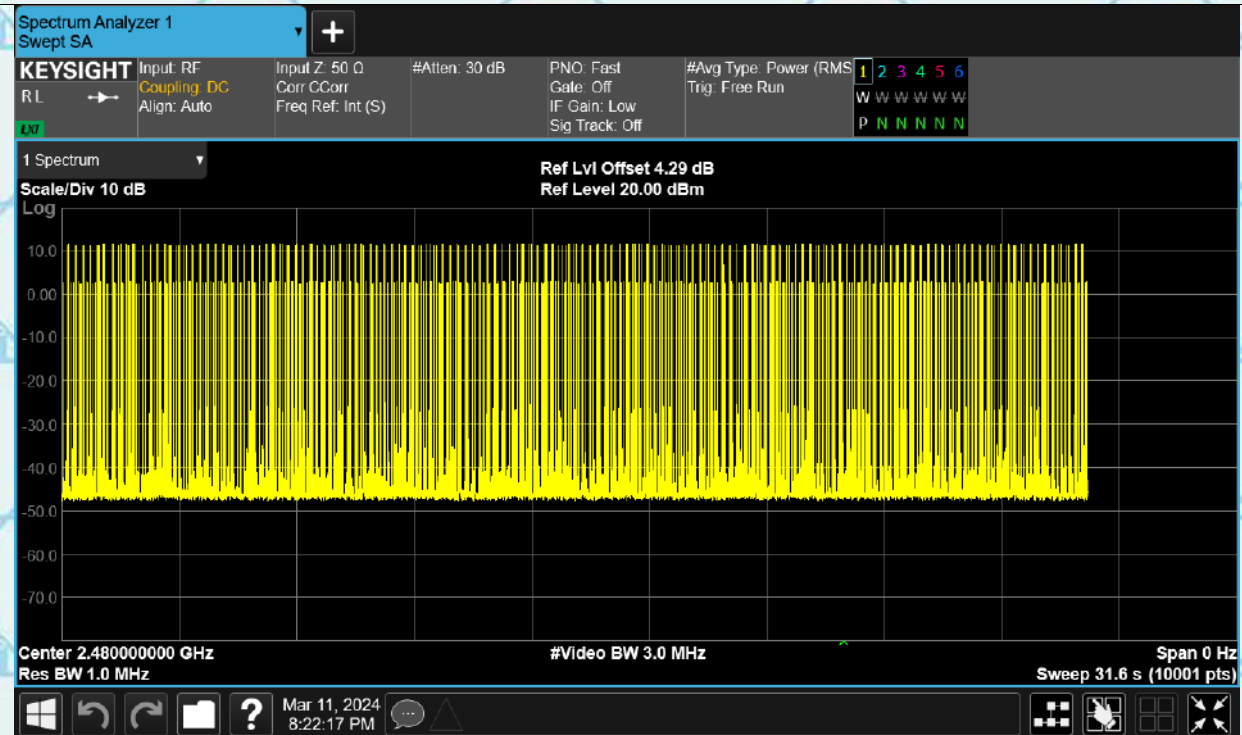 Spectrum Analyzer 1
Swept SA
+
KEYSIGHT
RL
LXI
Input: RF
Coupling: DC
Align: Auto
Input Z: 50 Ω
Corr CCorr
Freq Ref: Int (S)
#Atten: 30 dB
PNO: Fast
Gate: Off
IF Gain: Low
Sig Track: Off
#Avg Type: Power (RMS
Trig: Free Run
1 2 3 4 5 6
W W W W W W
P N N N N N
1 Spectrum
Scale/Div 10 dB
Ref Lvl Offset 4.29 dB
Ref Level 20.00 dBm
Log
10.0
0.00
-10.0
-20.0
-30.0
-40.0
-50.0
-60.0
-70.0
Center 2.480000000 GHz
#Video BW 3.0 MHz
Span 0 Hz
Res BW 1.0 MHz
Sweep 31.6 s (10001 pts)
?
Mar 11, 2024
8:22:17 PM